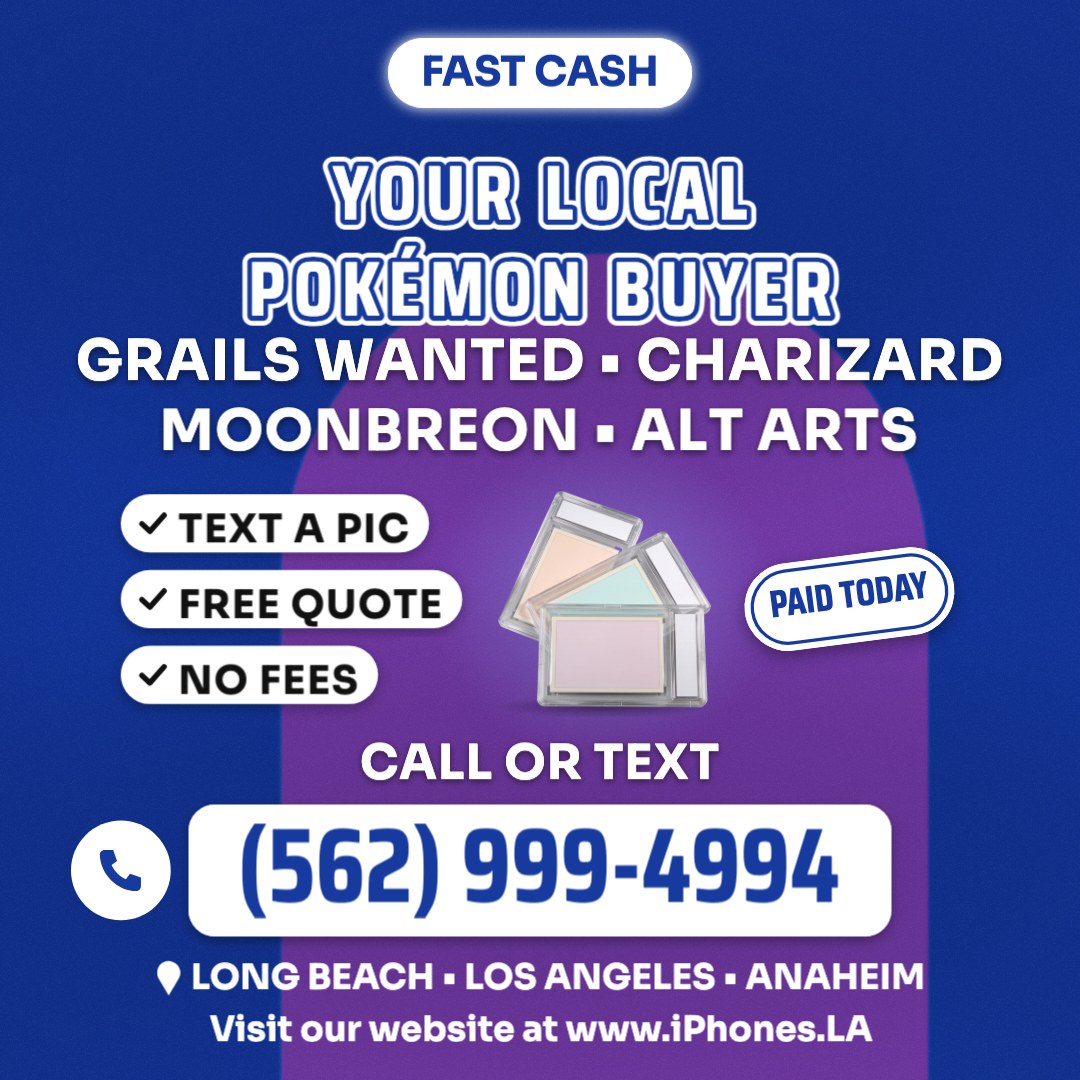 FAST CASH
YOUR LOCAL
POKÉMON BUYER
GRAILS WANTED ▪ CHARIZARD
MOONBREON ▪ ALT ARTS
✓ TEXT A PIC
✓ FREE QUOTE
✓ NO FEES
PAID TODAY
CALL OR TEXT
(562) 999-4994
LONG BEACH ▪ LOS ANGELES ▪ ANAHEIM
Visit our website at www.iPhones.LA